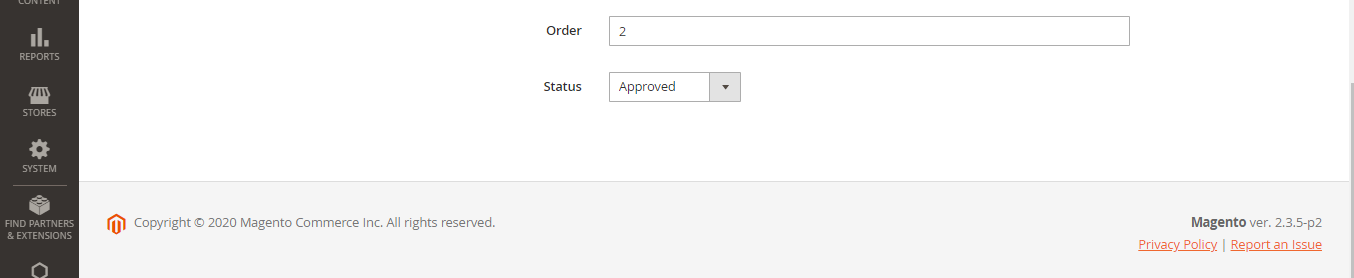 CONTENT
REPORTS
STORES
SYSTEM
FIND PARTNERS
& EXTENSIONS
Order 2
Status Approved
Copyright © 2020 Magento Commerce Inc. All rights reserved.
Magento ver. 2.3.5-p2
Privacy Policy | Report an Issue